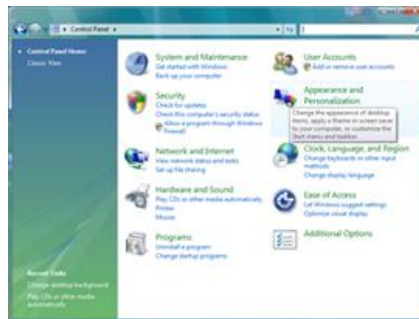 Control Panel
Control Panel Home
Classic View
System and Maintenance
Get started with Windows
Back up your computer
Security
Check for updates
Check this computer's security status
Allow a program through Windows
Firewall
Network and Internet
View network status and tasks
Set up file sharing
Hardware and Sound
Play CDs or other media automatically
Printer
Mouse
Programs
Uninstall a program
Change startup programs
User Accounts
Add or remove user accounts
Appearance and
Personalization
Change the appearance of desktop
items, apply a theme or screen saver
to your computer, or customize the
Start menu and taskbar.
Clock, Language, and Region
Change keyboards or other input
methods
Change display language
Ease of Access
Let Windows suggest settings
Optimize visual display
Additional Options
Recent Tasks
Change desktop background
Play CDs or other media
automatically